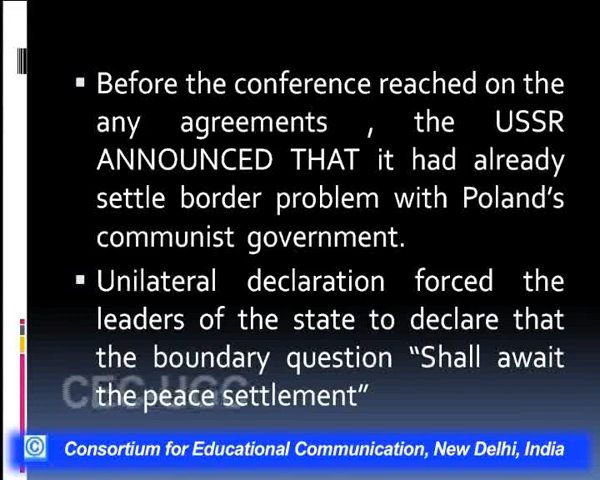 Before the conference reached on the
any agreements , the USSR
ANNOUNCED THAT it had already
settle border problem with Poland's
communist government.
Unilateral declaration forced the
leaders of the state to declare that
the boundary question “Shall await
the peace settlement”
CEC-UGC
© Consortium for Educational Communication, New Delhi, India